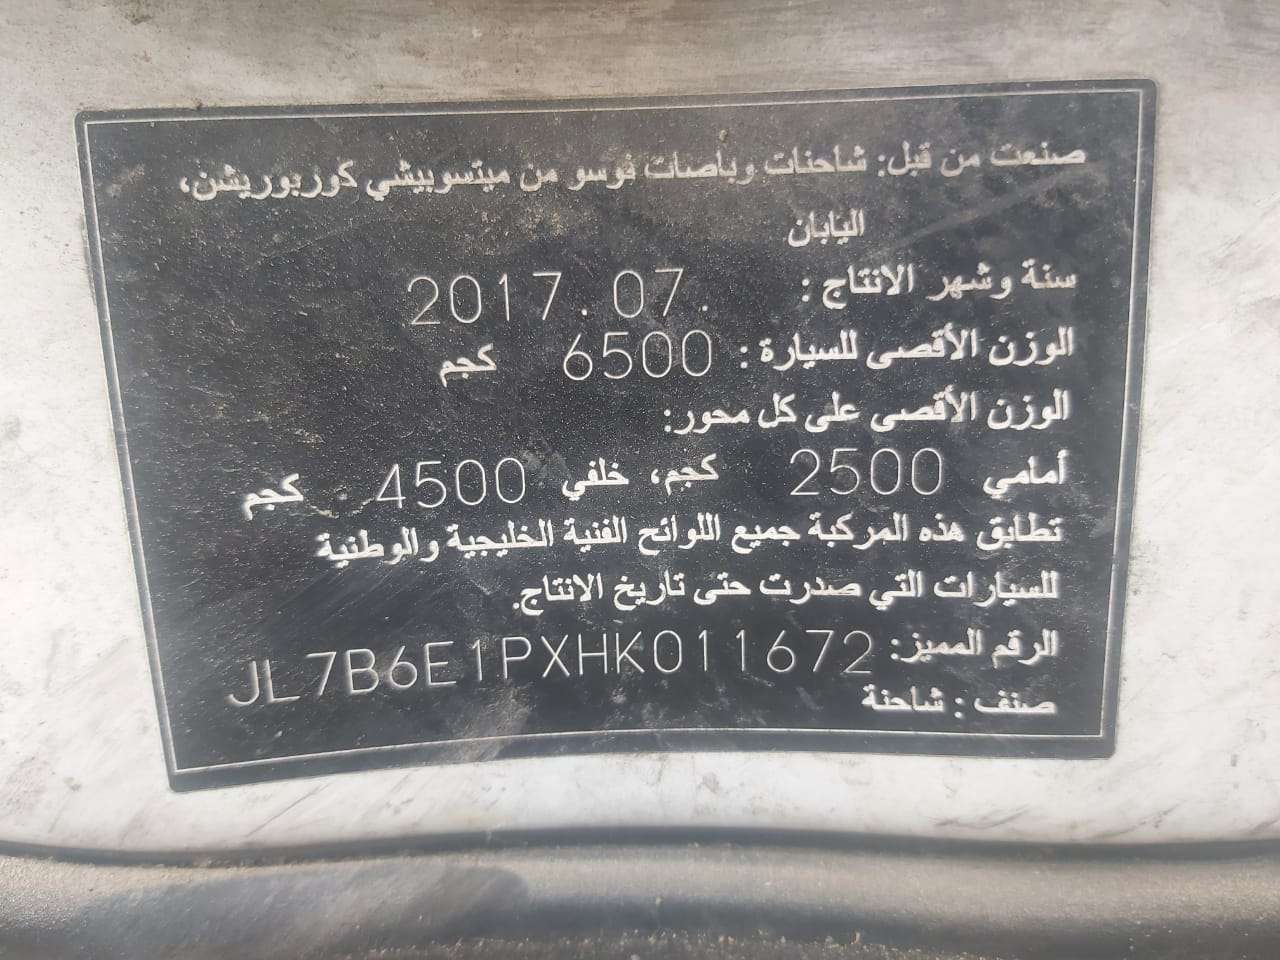 صنعت من قبل: شاحنات وباصات فوسو من ميتسوبيشي كوربوريشن،
اليابان
سنة وشهر الانتاج : 2017.07.
الوزن الأقصى للسيارة : 6500 كجم
الوزن الأقصى على كل محور:
أمامي 2500 كجم، خلفي 4500 كجم
تطابق هذه المركبة جميع اللوائح الفنية الخليجية والوطنية
للسيارات التي صدرت حتى تاريخ الانتاج.
الرقم المميز: JL7B6E1PXHK011672
صنف : شاحنة